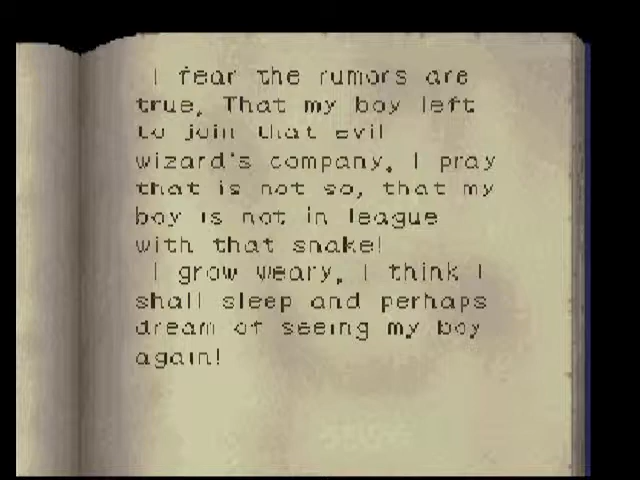 I fear the rumors are
true, That my boy left
to join that evil
wizard's company. I pray
that is not so, that my
boy is not in league
with that snake!
I grow weary. I think I
shall sleep and perhaps
dream of seeing my boy
again!